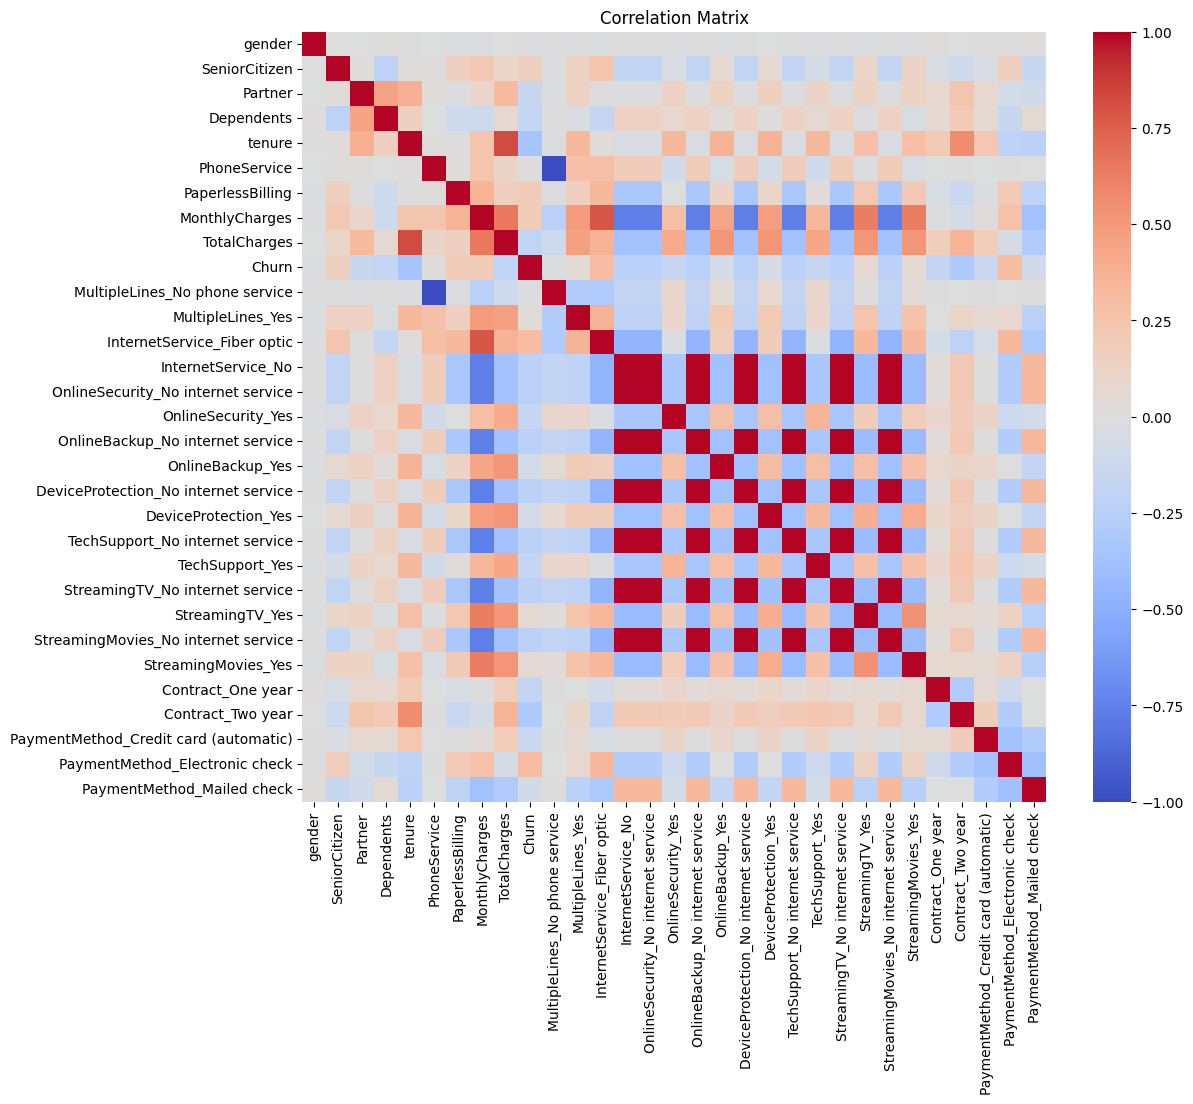 Correlation Matrix
gender
SeniorCitizen
Partner
Dependents
tenure
PhoneService
PaperlessBilling
MonthlyCharges
TotalCharges
Churn
MultipleLines_No phone service
MultipleLines_Yes
InternetService_Fiber optic
InternetService_No
OnlineSecurity_No internet service
OnlineSecurity_Yes
OnlineBackup_No internet service
OnlineBackup_Yes
DeviceProtection_No internet service
DeviceProtection_Yes
TechSupport_No internet service
TechSupport_Yes
StreamingTV_No internet service
StreamingTV_Yes
StreamingMovies_No internet service
StreamingMovies_Yes
Contract_One year
Contract_Two year
PaymentMethod_Credit card (automatic)
PaymentMethod_Electronic check
PaymentMethod_Mailed check
gender
SeniorCitizen
Partner
Dependents
tenure
PhoneService
PaperlessBilling
MonthlyCharges
TotalCharges
Churn
MultipleLines_No phone service
MultipleLines_Yes
InternetService_Fiber optic
InternetService_No
OnlineSecurity_No internet service
OnlineSecurity_Yes
OnlineBackup_No internet service
OnlineBackup_Yes
DeviceProtection_No internet service
DeviceProtection_Yes
TechSupport_No internet service
TechSupport_Yes
StreamingTV_No internet service
StreamingTV_Yes
StreamingMovies_No internet service
StreamingMovies_Yes
Contract_One year
Contract_Two year
PaymentMethod_Credit card (automatic)
PaymentMethod_Electronic check
PaymentMethod_Mailed check
1.00
0.75
0.50
0.25
0.00
−0.25
−0.50
−0.75
−1.00